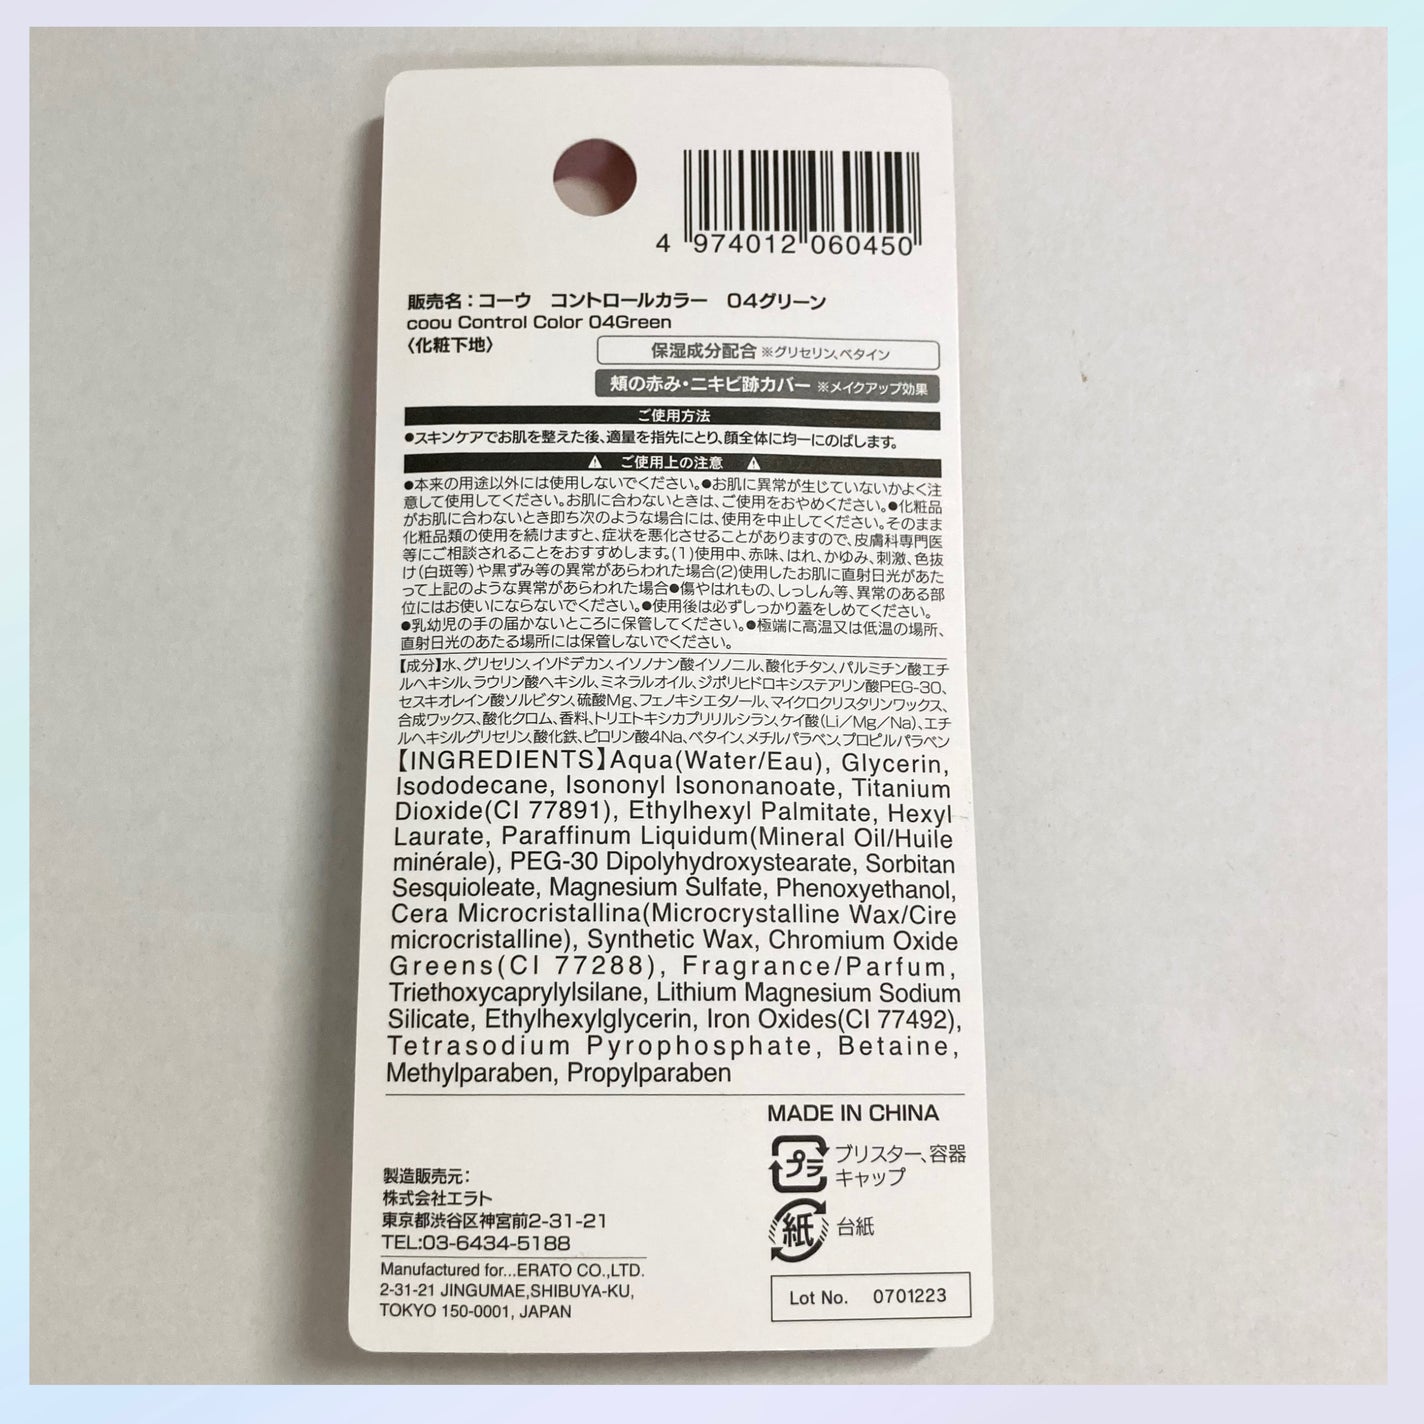 4 974012 060450
販売名：コーウ　コントロールカラー　04グリーン
coou Control Color 04Green
〈化粧下地〉
保湿成分配合 ※グリセリン、ベタイン
頬の赤み・ニキビ跡カバー ※メイクアップ効果
ご使用方法
●スキンケアでお肌を整えた後、適量を指先にとり、顔全体に均一にのばします。
⚠ ご使用上の注意 ⚠
●本来の用途以外には使用しないでください。●お肌に異常が生じていないかよく注
意して使用してください。お肌に合わないときは、ご使用をおやめください。●化粧品
がお肌に合わないとき即ち次のような場合には、使用を中止してください。そのまま
化粧品類の使用を続けますと、症状を悪化させることがありますので、皮膚科専門医
等にご相談されることをおすすめします。(1)使用中、赤味、はれ、かゆみ、刺激、色抜
け(白斑等)や黒ずみ等の異常があらわれた場合(2)使用したお肌に直射日光があた
って上記のような異常があらわれた場合●傷やはれもの、しっしん等、異常のある部
位にはお使いにならないでください。●使用後は必ずしっかり蓋をしめてください。
●乳幼児の手の届かないところに保管してください。●極端に高温又は低温の場所、
直射日光のあたる場所には保管しないでください。
【成分】水、グリセリン、イソドデカン、イソノナン酸イソノニル、酸化チタン、パルミチン酸エチ
ルヘキシル、ラウリン酸ヘキシル、ミネラルオイル、ジポリヒドロキシステアリン酸PEG-30、
セスキオレイン酸ソルビタン、硫酸Mg、フェノキシエタノール、マイクロクリスタリンワックス、
合成ワックス、酸化クロム、香料、トリエトキシカプリリルシラン、ケイ酸(Li／Mg／Na)、エチ
ルヘキシルグリセリン、酸化鉄、ピロリン酸4Na、ベタイン、メチルパラベン、プロピルパラベン
【INGREDIENTS】Aqua(Water/Eau), Glycerin,
Isododecane, Isononyl Isononanoate, Titanium
Dioxide(CI 77891), Ethylhexyl Palmitate, Hexyl
Laurate, Paraffinum Liquidum(Mineral Oil/Huile
minérale), PEG-30 Dipolyhydroxystearate, Sorbitan
Sesquioleate, Magnesium Sulfate, Phenoxyethanol,
Cera Microcristallina(Microcrystalline Wax/Cire
microcristalline), Synthetic Wax, Chromium Oxide
Greens(CI 77288), Fragrance/Parfum,
Triethoxycaprylylsilane, Lithium Magnesium Sodium
Silicate, Ethylhexylglycerin, Iron Oxides(CI 77492),
Tetrasodium Pyrophosphate, Betaine,
Methylparaben, Propylparaben
MADE IN CHINA
プラ ブリスター、容器
キャップ
紙 台紙
製造販売元：
株式会社エラト
東京都渋谷区神宮前2-31-21
TEL:03-6434-5188
Manufactured for...ERATO CO.,LTD.
2-31-21 JINGUMAE,SHIBUYA-KU,
TOKYO 150-0001, JAPAN
Lot No. 0701223